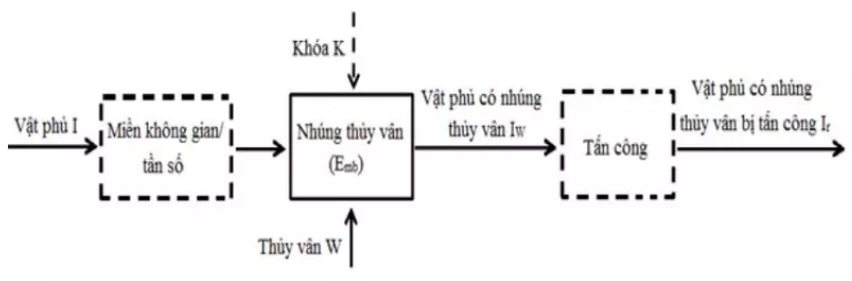 Khóa K
Vật phủ I
Miền không gian/
tần số
Nhúng thủy vân
(Emb)
Thủy vân W
Vật phủ có nhúng
thủy vân IW
Tấn công
Vật phủ có nhúng
thủy vân bị tấn công Ir